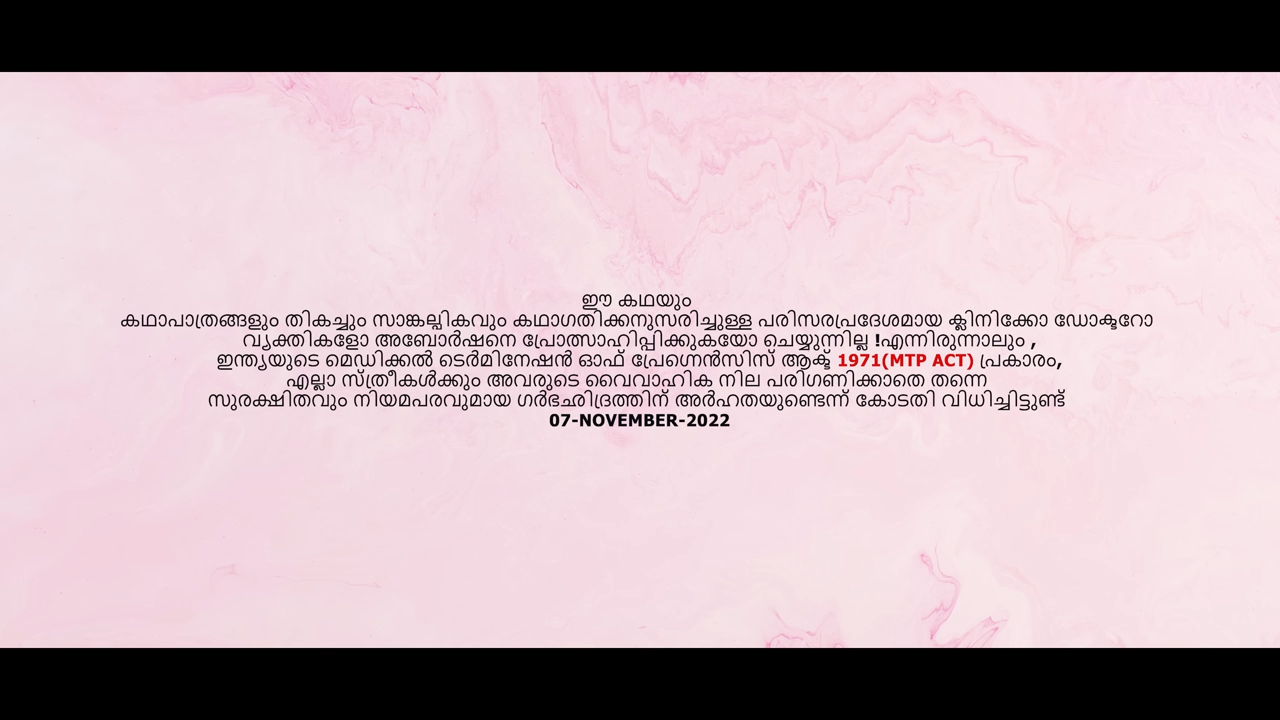 ഈ കഥയും
കഥാപാത്രങ്ങളും തികച്ചും സാങ്കല്പികവും കഥാഗതിക്കനുസരിച്ചുള്ള പരിസരപ്രദേശമായ ക്ലിനിക്കോ ഡോക്ടറോ
വ്യക്തികളോ അബോർഷനെ പ്രോത്സാഹിപ്പിക്കുകയോ ചെയ്യുന്നില്ല !എന്നിരുന്നാലും ,
ഇന്ത്യയുടെ മെഡിക്കൽ ടെർമിനേഷൻ ഓഫ് പ്രേഗ്നെൻസിസ് ആക്ട് 1971(MTP ACT) പ്രകാരം,
എല്ലാ സ്ത്രീകൾക്കും അവരുടെ വൈവാഹിക നില പരിഗണിക്കാതെ തന്നെ
സുരക്ഷിതവും നിയമപരവുമായ ഗർഭഛിദ്രത്തിന് അർഹതയുണ്ടെന്ന് കോടതി വിധിച്ചിട്ടുണ്ട്
07-NOVEMBER-2022